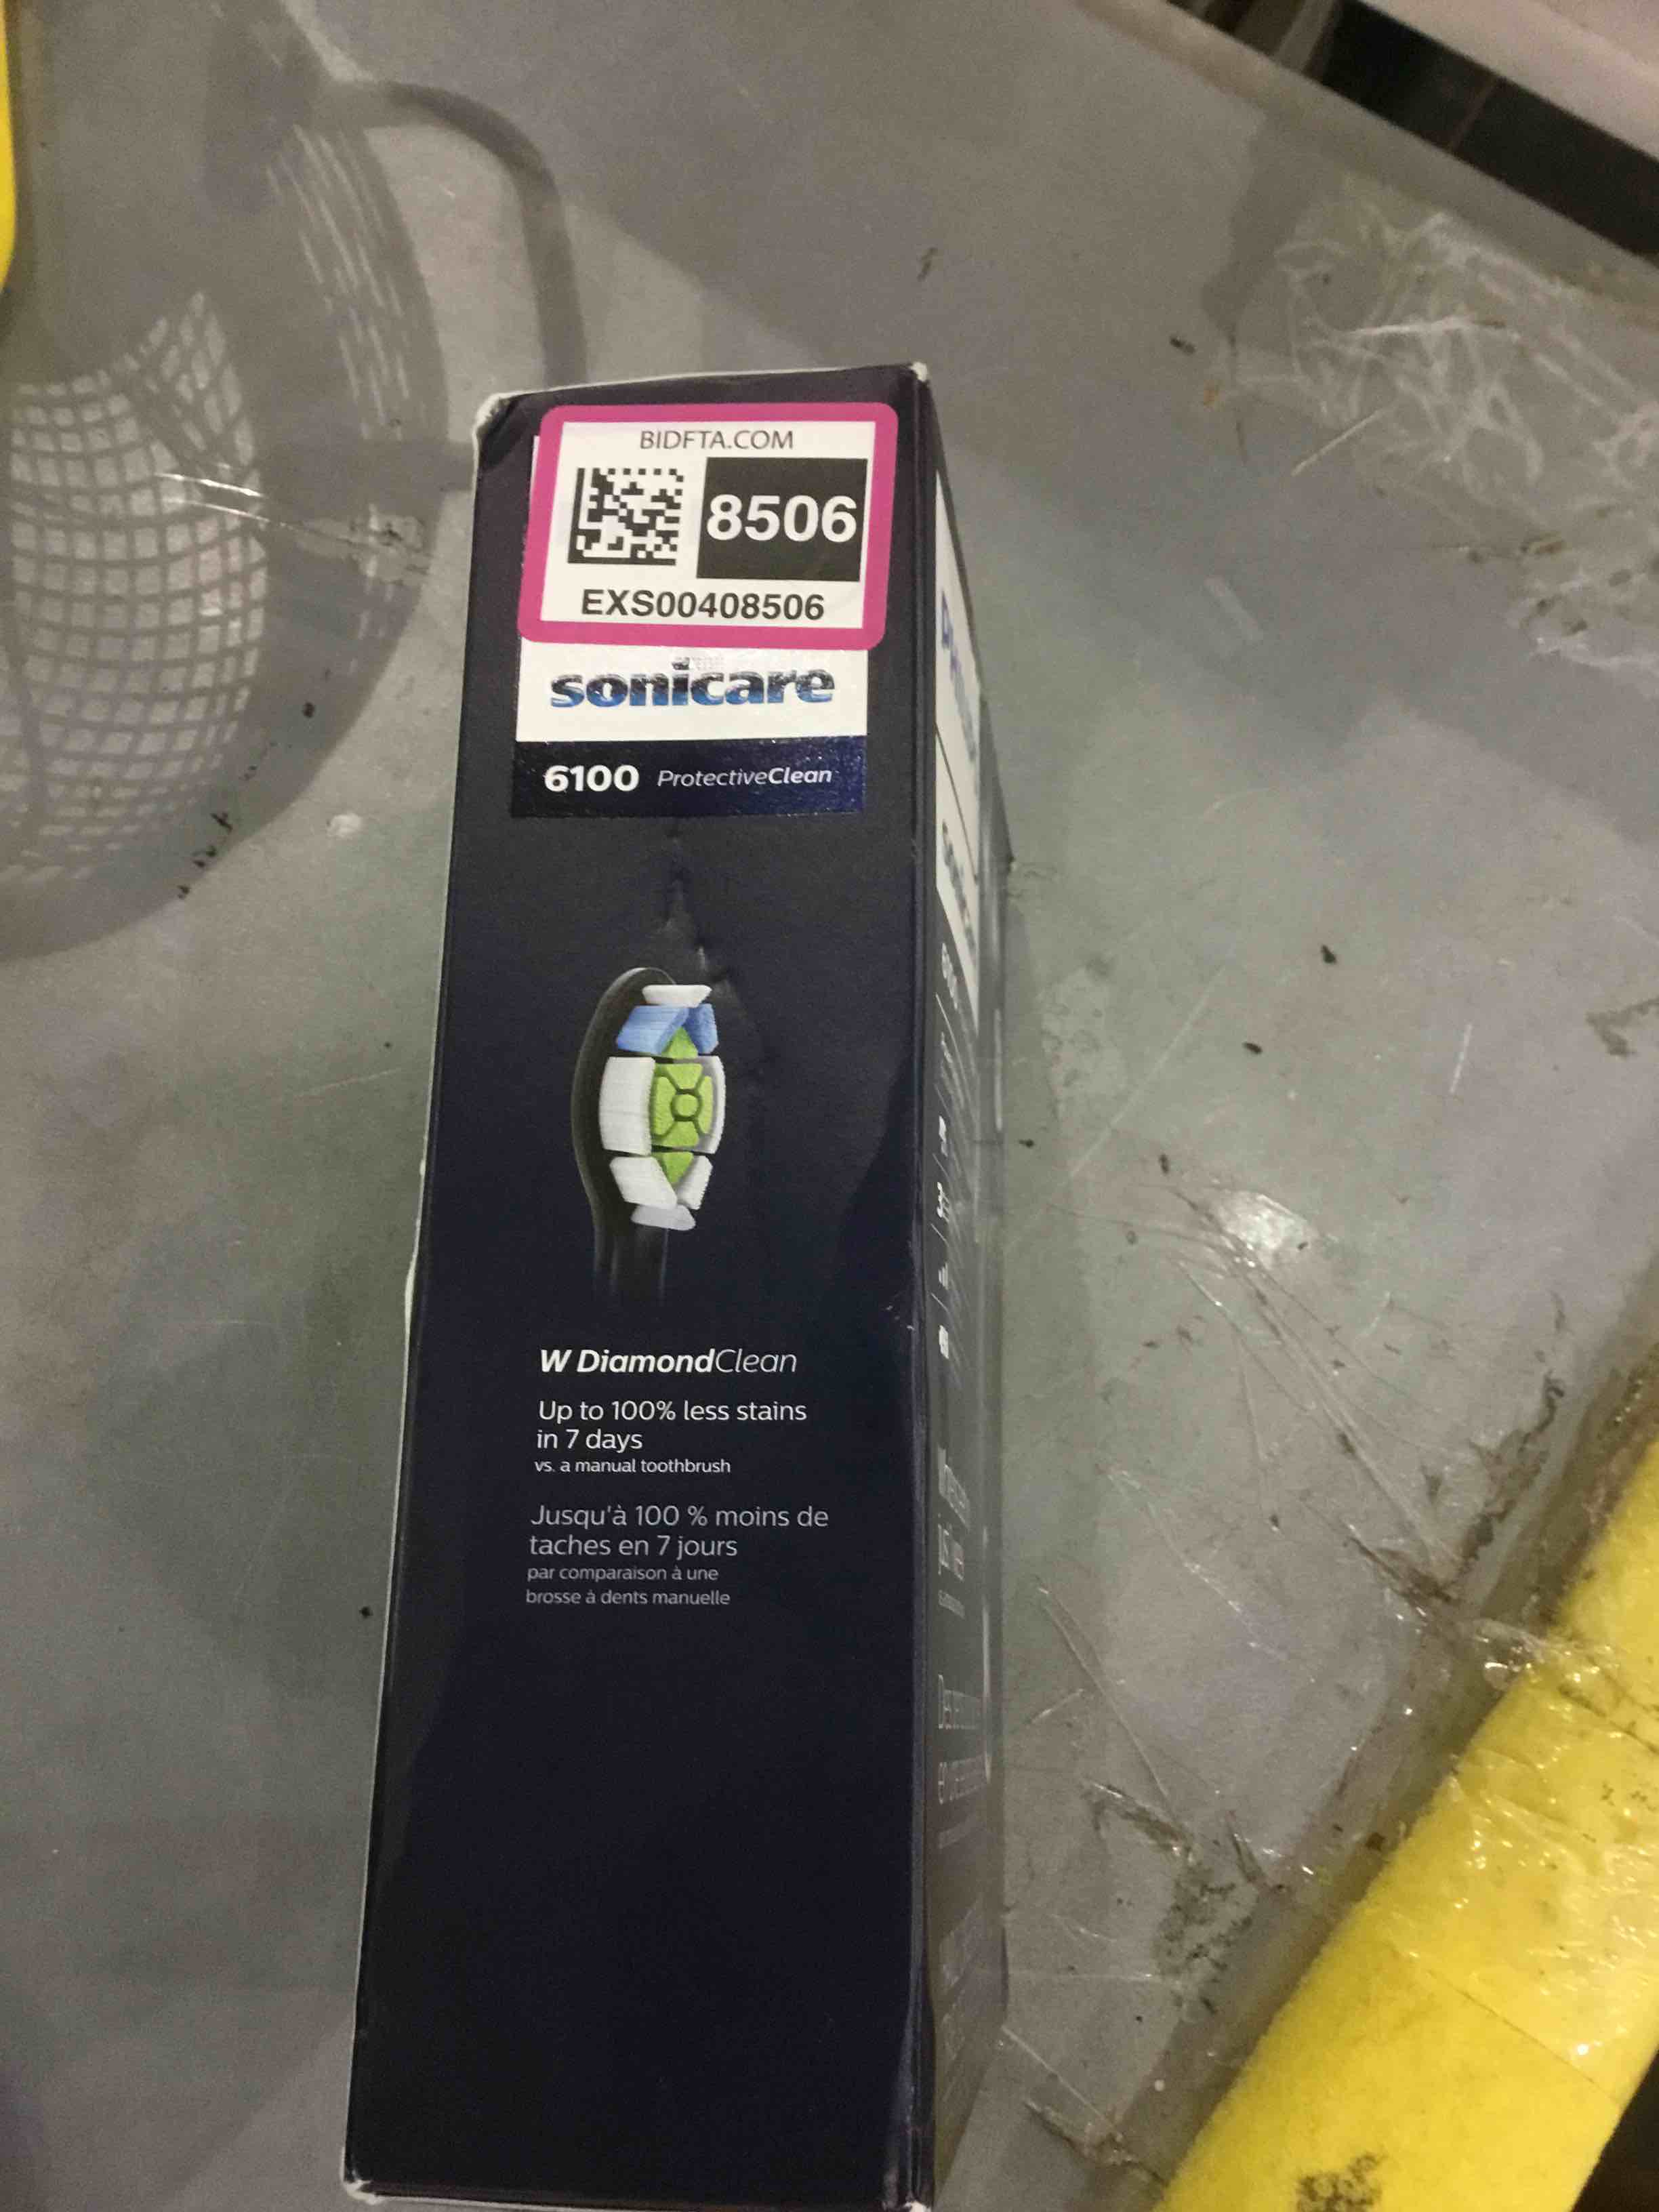 BIDFTA.COM
8506
EXS00408506
sonicare
6100 ProtectiveClean
W DiamondClean
Up to 100% less stains
in 7 days
vs. a manual toothbrush
Jusqu'à 100 % moins de
taches en 7 jours
par comparaison à une
brosse à dents manuelle